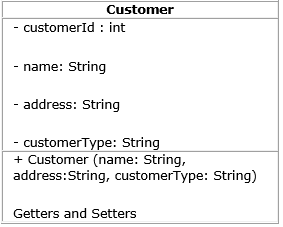 Customer
- customerId : int
- name: String
- address: String
- customerType: String
+ Customer (name: String,
address:String, customerType: String)
Getters and Setters